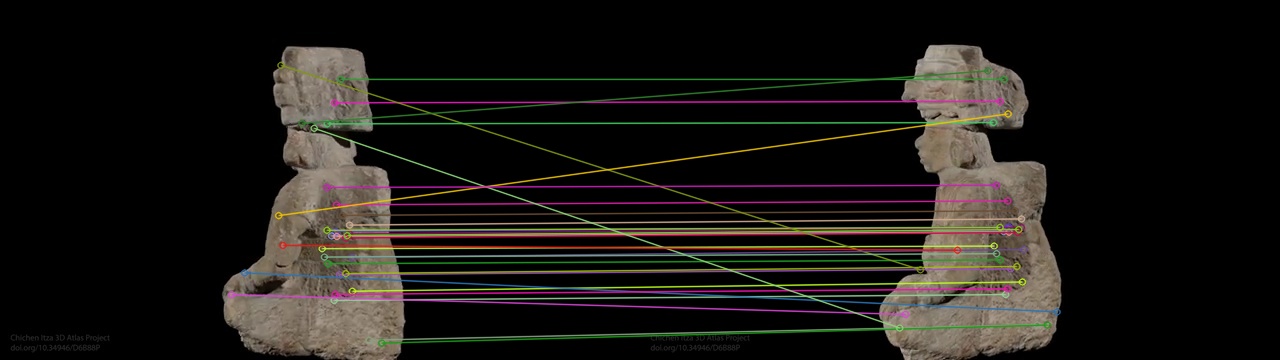 Chichen Itza 3D Atlas Project
doi.org/10.34946/D6B88P
Chichen Itza 3D Atlas Project
doi.org/10.34946/D6B88P